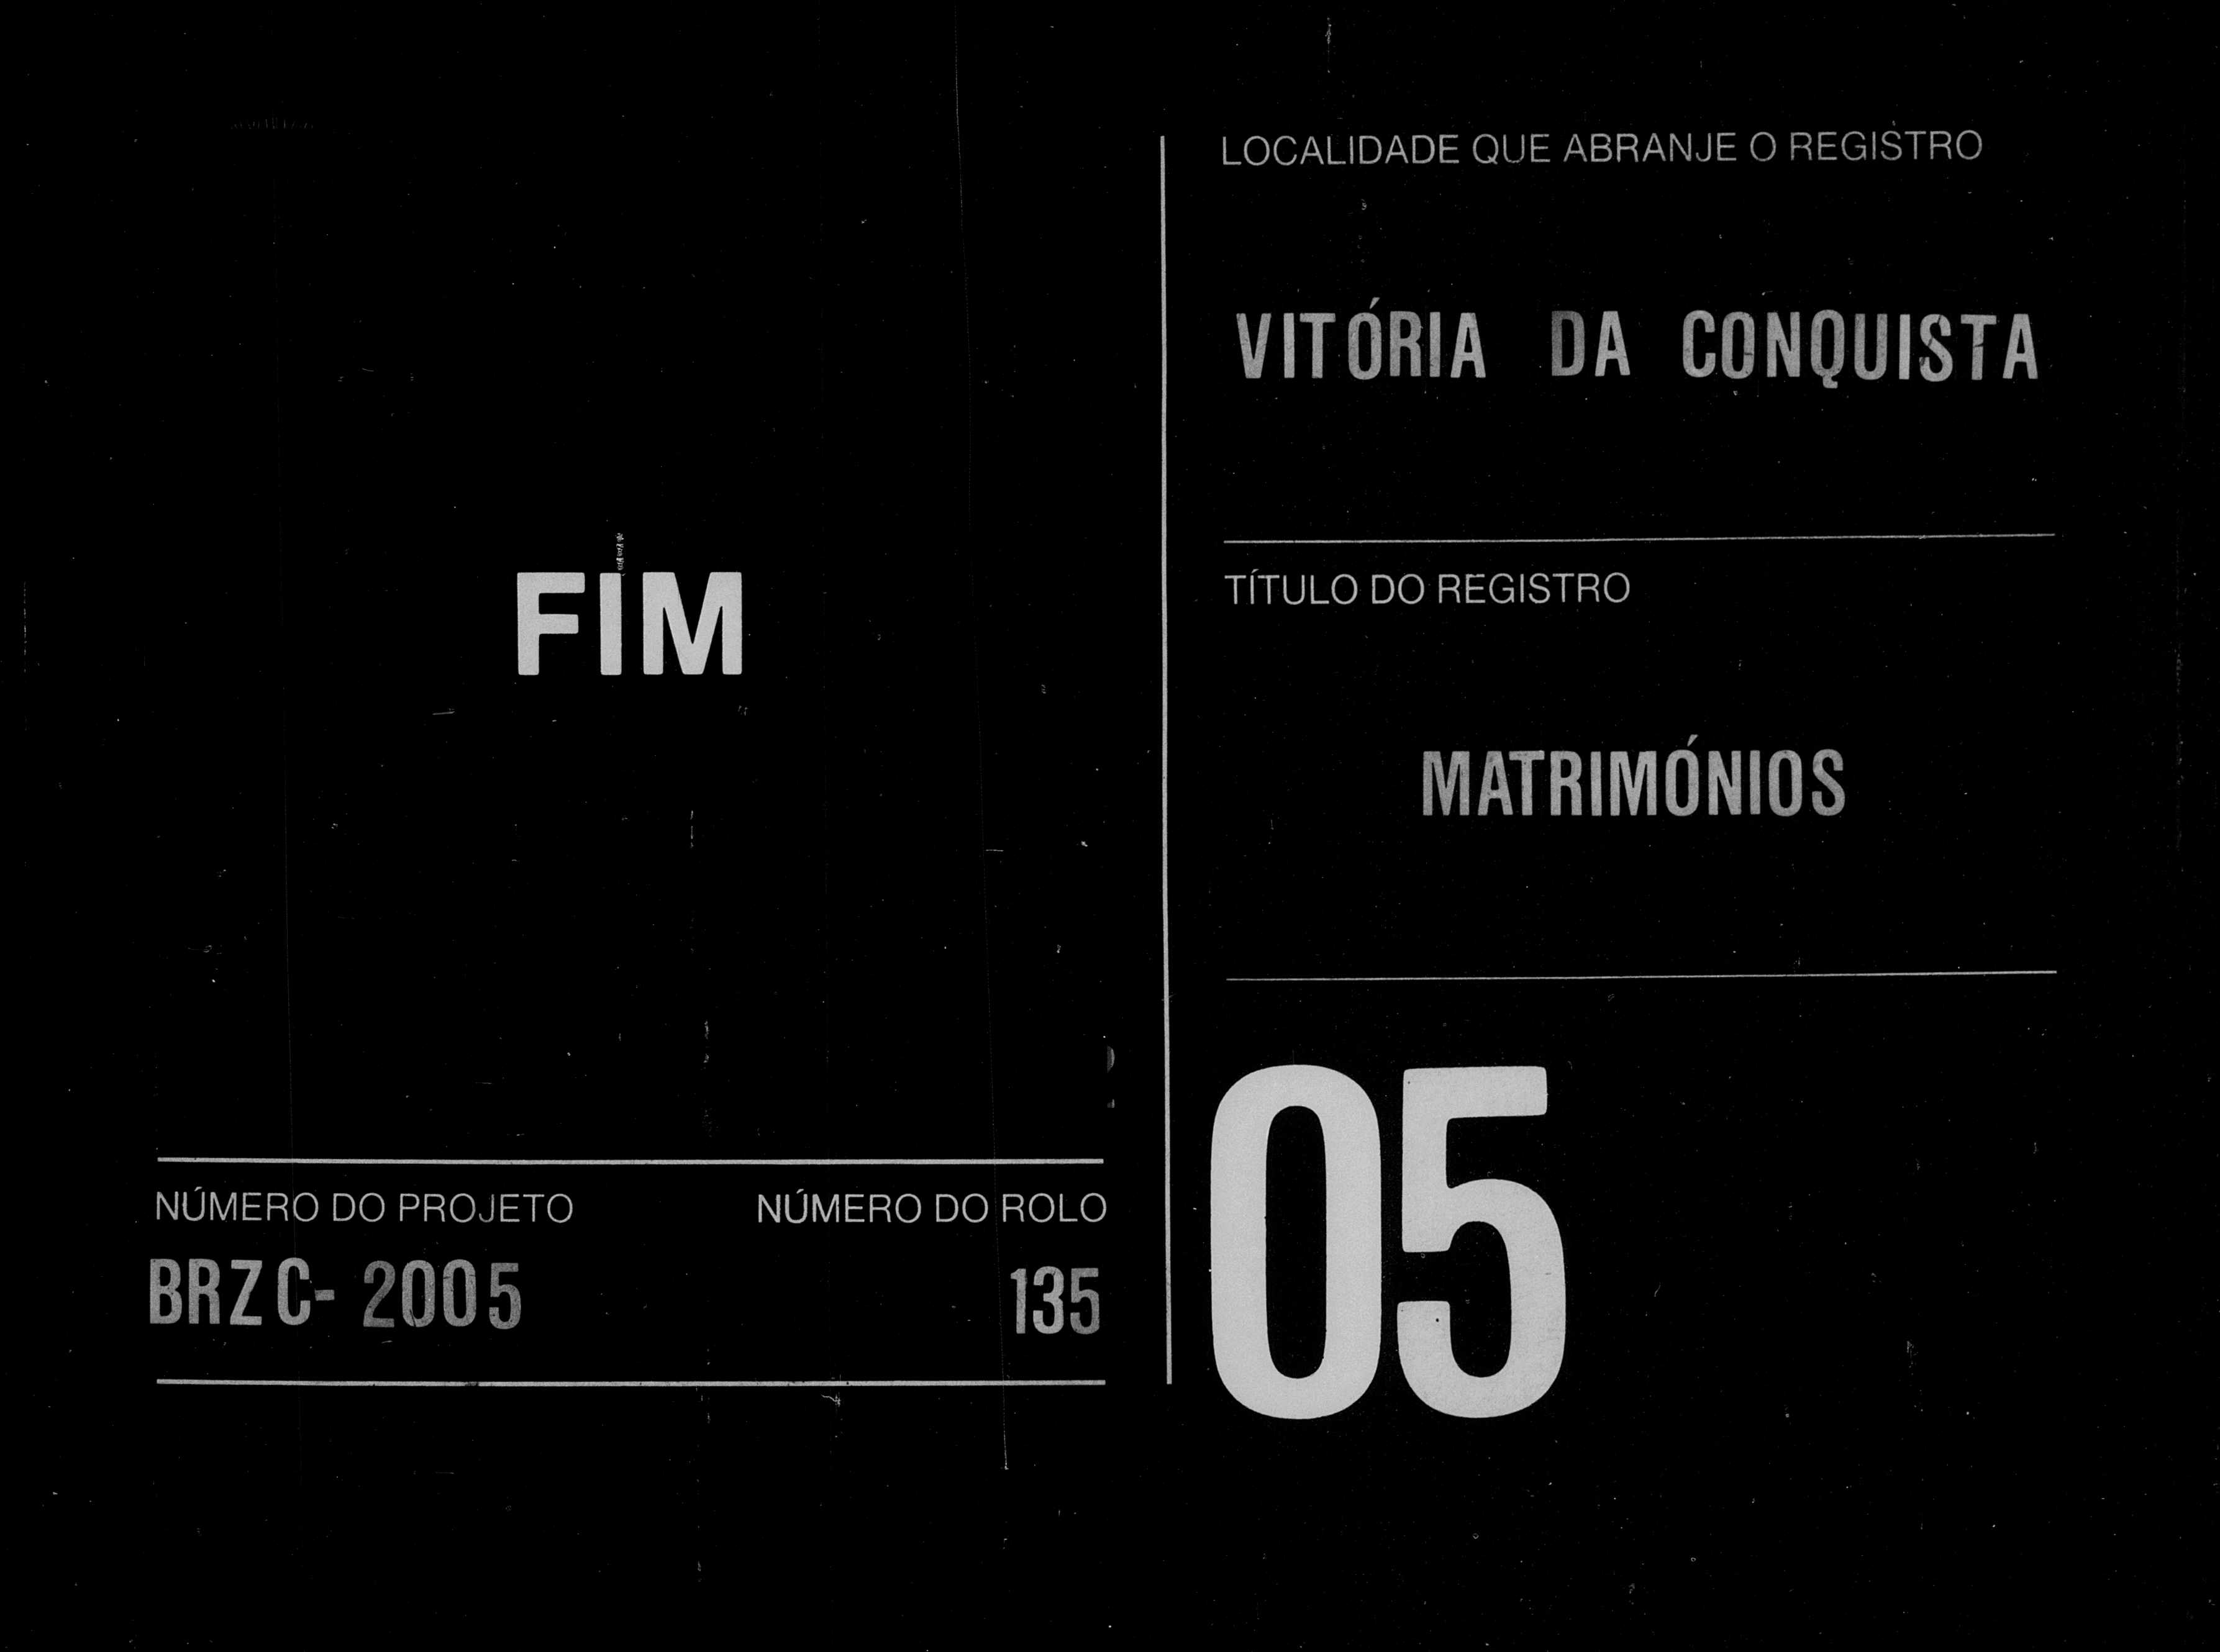 FIM
NÚMERO DO PROJETO
BRZC- 2005
NÚMERO DO ROLO
135
LOCALIDADE QUE ABRANJE O REGISTRO
VITÓRIA DA CONQUISTA
TÍTULO DO REGISTRO
MATRIMÓNIOS
05